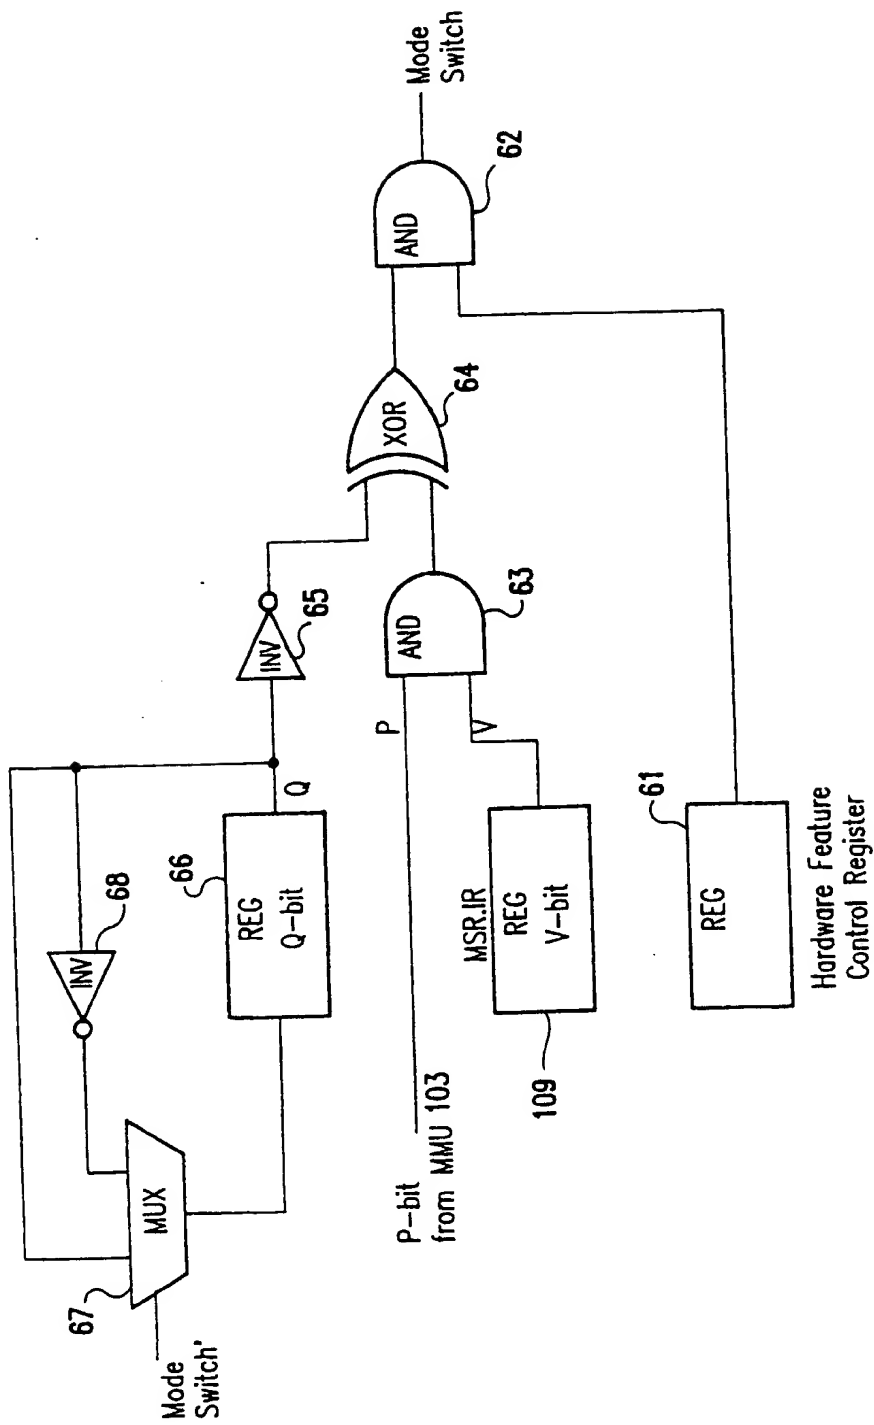 Mode
Switch'
67
MUX
INV
68
REG
Q-bit
66
Q
INV
65
P-bit
from MMU 103
P
109
MSR.IR
REG
V-bit
V
AND
63
XOR
64
REG
61
Hardware Feature
Control Register
AND
62
Mode
Switch